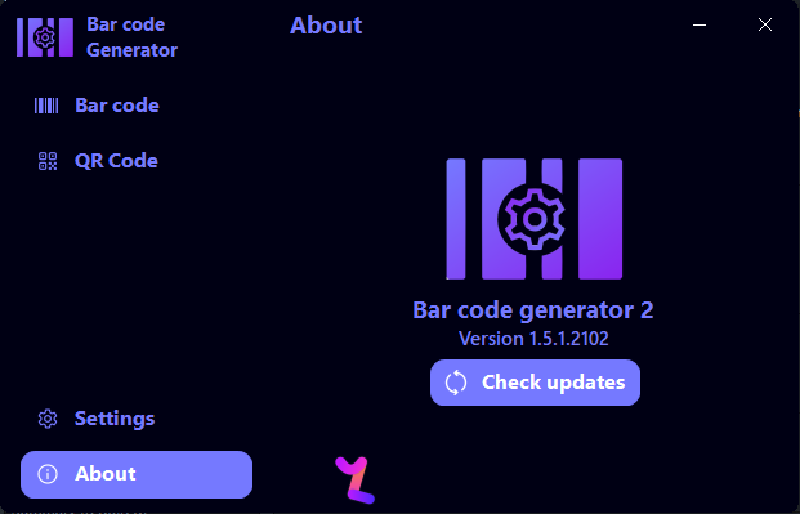 Bar code
Generator
About
Bar code
QR Code
Bar code generator 2
Version 1.5.1.2102
Check updates
Settings
About